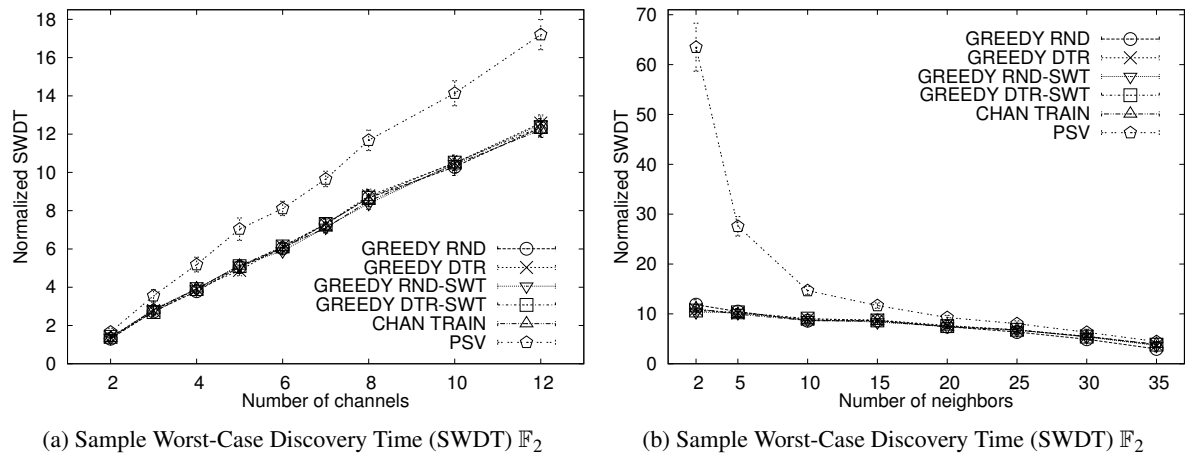 18
16
14
12
10
8
6
4
2
0
Normalized SWDT
2 4 6 8 10 12
Number of channels
GREEDY RND
GREEDY DTR
GREEDY RND-SWT
GREEDY DTR-SWT
CHAN TRAIN
PSV
(a) Sample Worst-Case Discovery Time (SWDT) 𝔽₂
70
60
50
40
30
20
10
0
Normalized SWDT
2 5 10 15 20 25 30 35
Number of neighbors
GREEDY RND
GREEDY DTR
GREEDY RND-SWT
GREEDY DTR-SWT
CHAN TRAIN
PSV
(b) Sample Worst-Case Discovery Time (SWDT) 𝔽₂